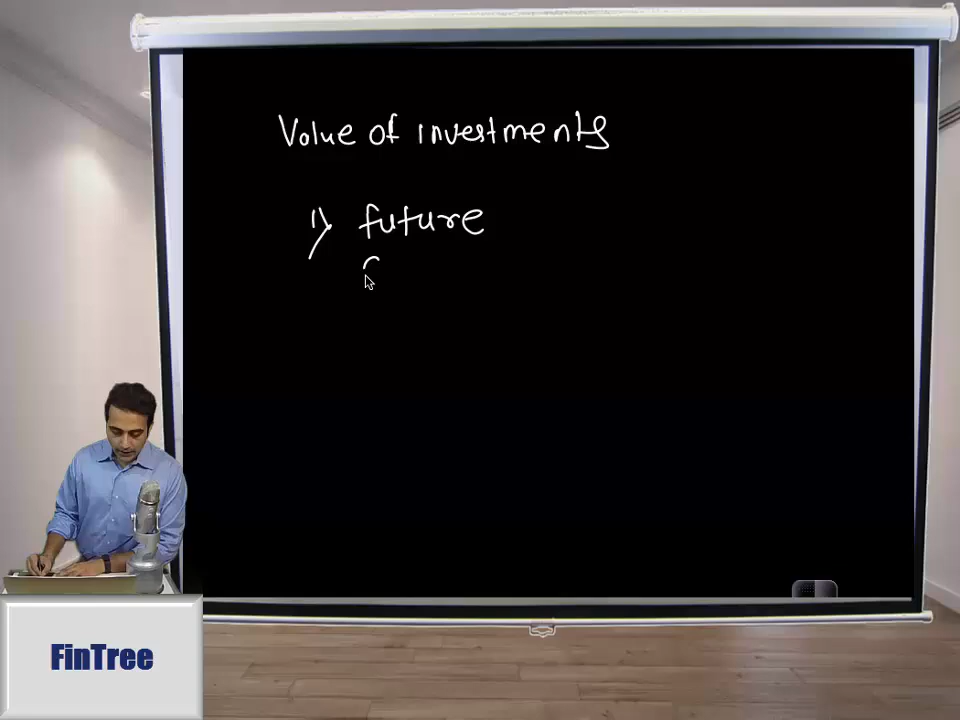 Value of investments
1) future
FinTree